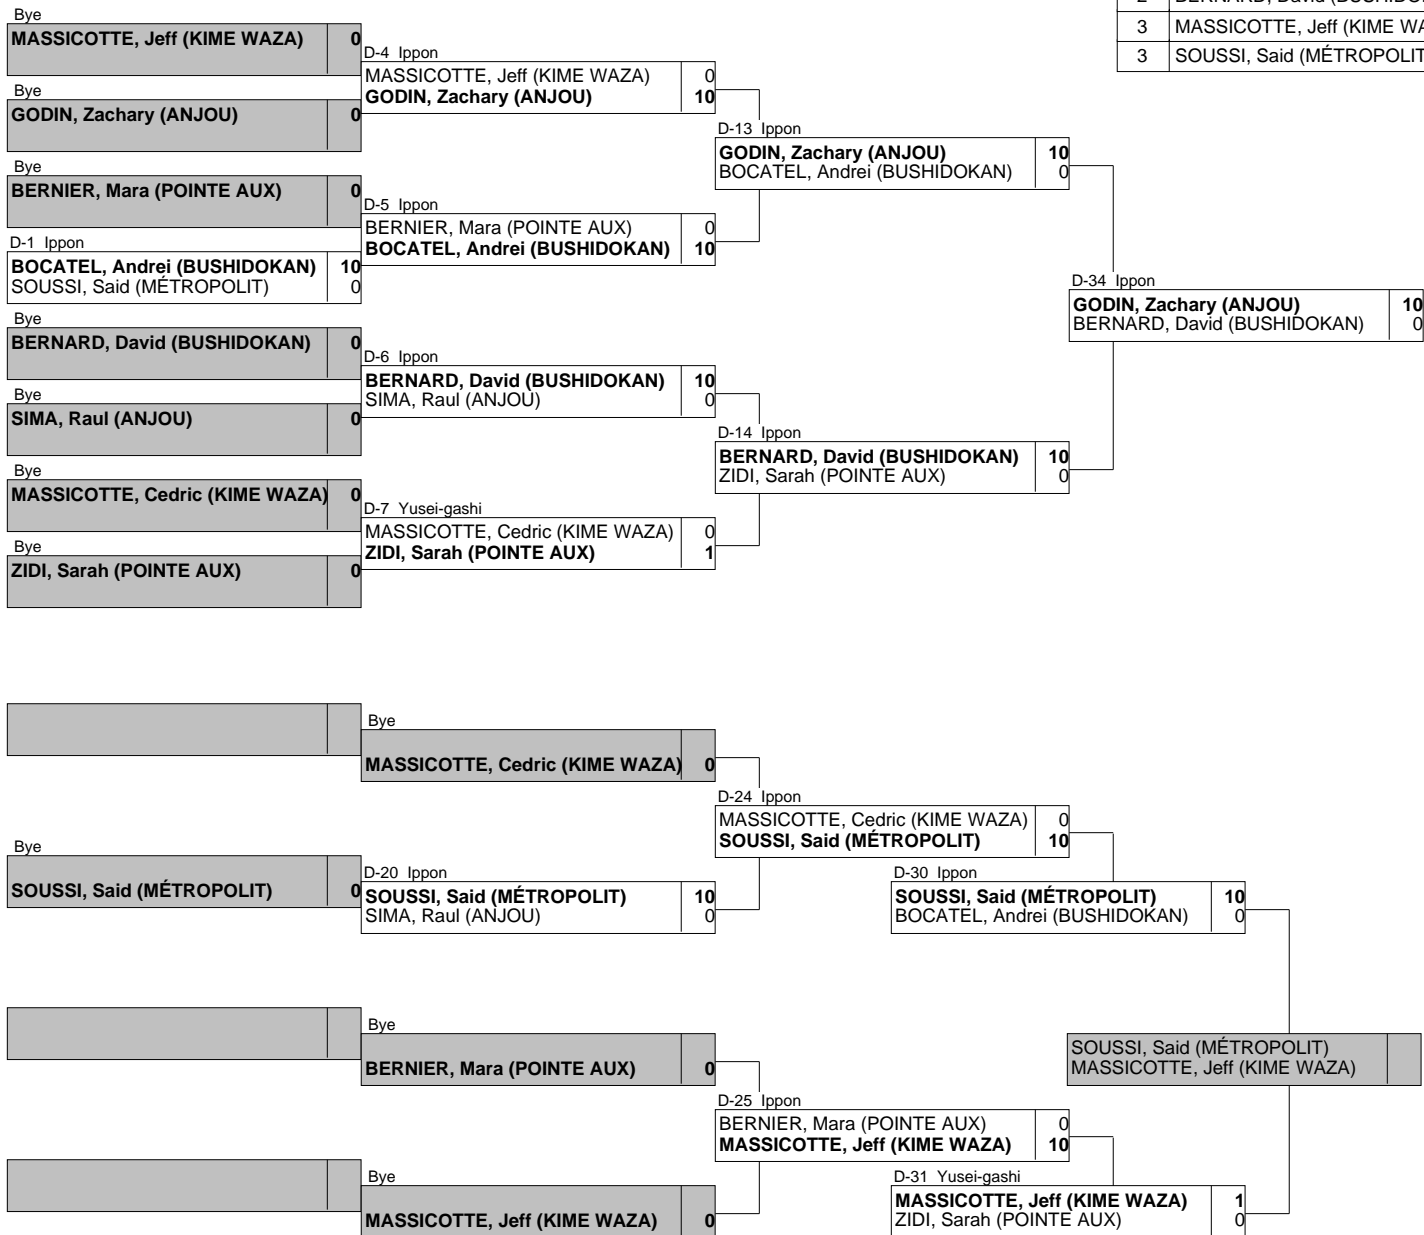 2 BERNARD, David
3 MASSICOTTE, Jeff (KIME
3 SOUSSI, Said
Bye
MASSICOTTE, Jeff (KIME WAZA) 0
Bye
GODIN, Zachary (ANJOU) 0
Bye
BERNIER, Mara (POINTE AUX) 0
D-1 Ippon
BOCATEL, Andrei (BUSHIDOKAN) 10
SOUSSI, Said (MÉTROPOLIT) 0
Bye
BERNARD, David (BUSHIDOKAN) 0
Bye
SIMA, Raul (ANJOU) 0
Bye
MASSICOTTE, Cedric (KIME WAZA) 0
Bye
ZIDI, Sarah (POINTE AUX) 0
D-4 Ippon
MASSICOTTE, Jeff (KIME WAZA) 0
GODIN, Zachary (ANJOU) 10
D-5 Ippon
BERNIER, Mara (POINTE AUX) 0
BOCATEL, Andrei (BUSHIDOKAN) 10
D-6 Ippon
BERNARD, David (BUSHIDOKAN) 10
SIMA, Raul (ANJOU) 0
D-7 Yusei-gashi
MASSICOTTE, Cedric (KIME WAZA) 0
ZIDI, Sarah (POINTE AUX) 1
D-13 Ippon
GODIN, Zachary (ANJOU) 10
BOCATEL, Andrei (BUSHIDOKAN) 0
D-14 Ippon
BERNARD, David (BUSHIDOKAN) 10
ZIDI, Sarah (POINTE AUX) 0
D-34 Ippon
GODIN, Zachary (ANJOU) 10
BERNARD, David (BUSHIDOKAN) 0
Bye
SOUSSI, Said (MÉTROPOLIT) 0
Bye
MASSICOTTE, Cedric (KIME WAZA) 0
D-20 Ippon
SOUSSI, Said (MÉTROPOLIT) 10
SIMA, Raul (ANJOU) 0
Bye
BERNIER, Mara (POINTE AUX) 0
Bye
MASSICOTTE, Jeff (KIME WAZA) 0
D-24 Ippon
MASSICOTTE, Cedric (KIME WAZA) 0
SOUSSI, Said (MÉTROPOLIT) 10
D-25 Ippon
BERNIER, Mara (POINTE AUX) 0
MASSICOTTE, Jeff (KIME WAZA) 10
D-30 Ippon
SOUSSI, Said (MÉTROPOLIT) 10
BOCATEL, Andrei (BUSHIDOKAN) 0
D-31 Yusei-gashi
MASSICOTTE, Jeff (KIME WAZA) 1
ZIDI, Sarah (POINTE AUX) 0
SOUSSI, Said (MÉTROPOLIT)
MASSICOTTE, Jeff (KIME WAZA)